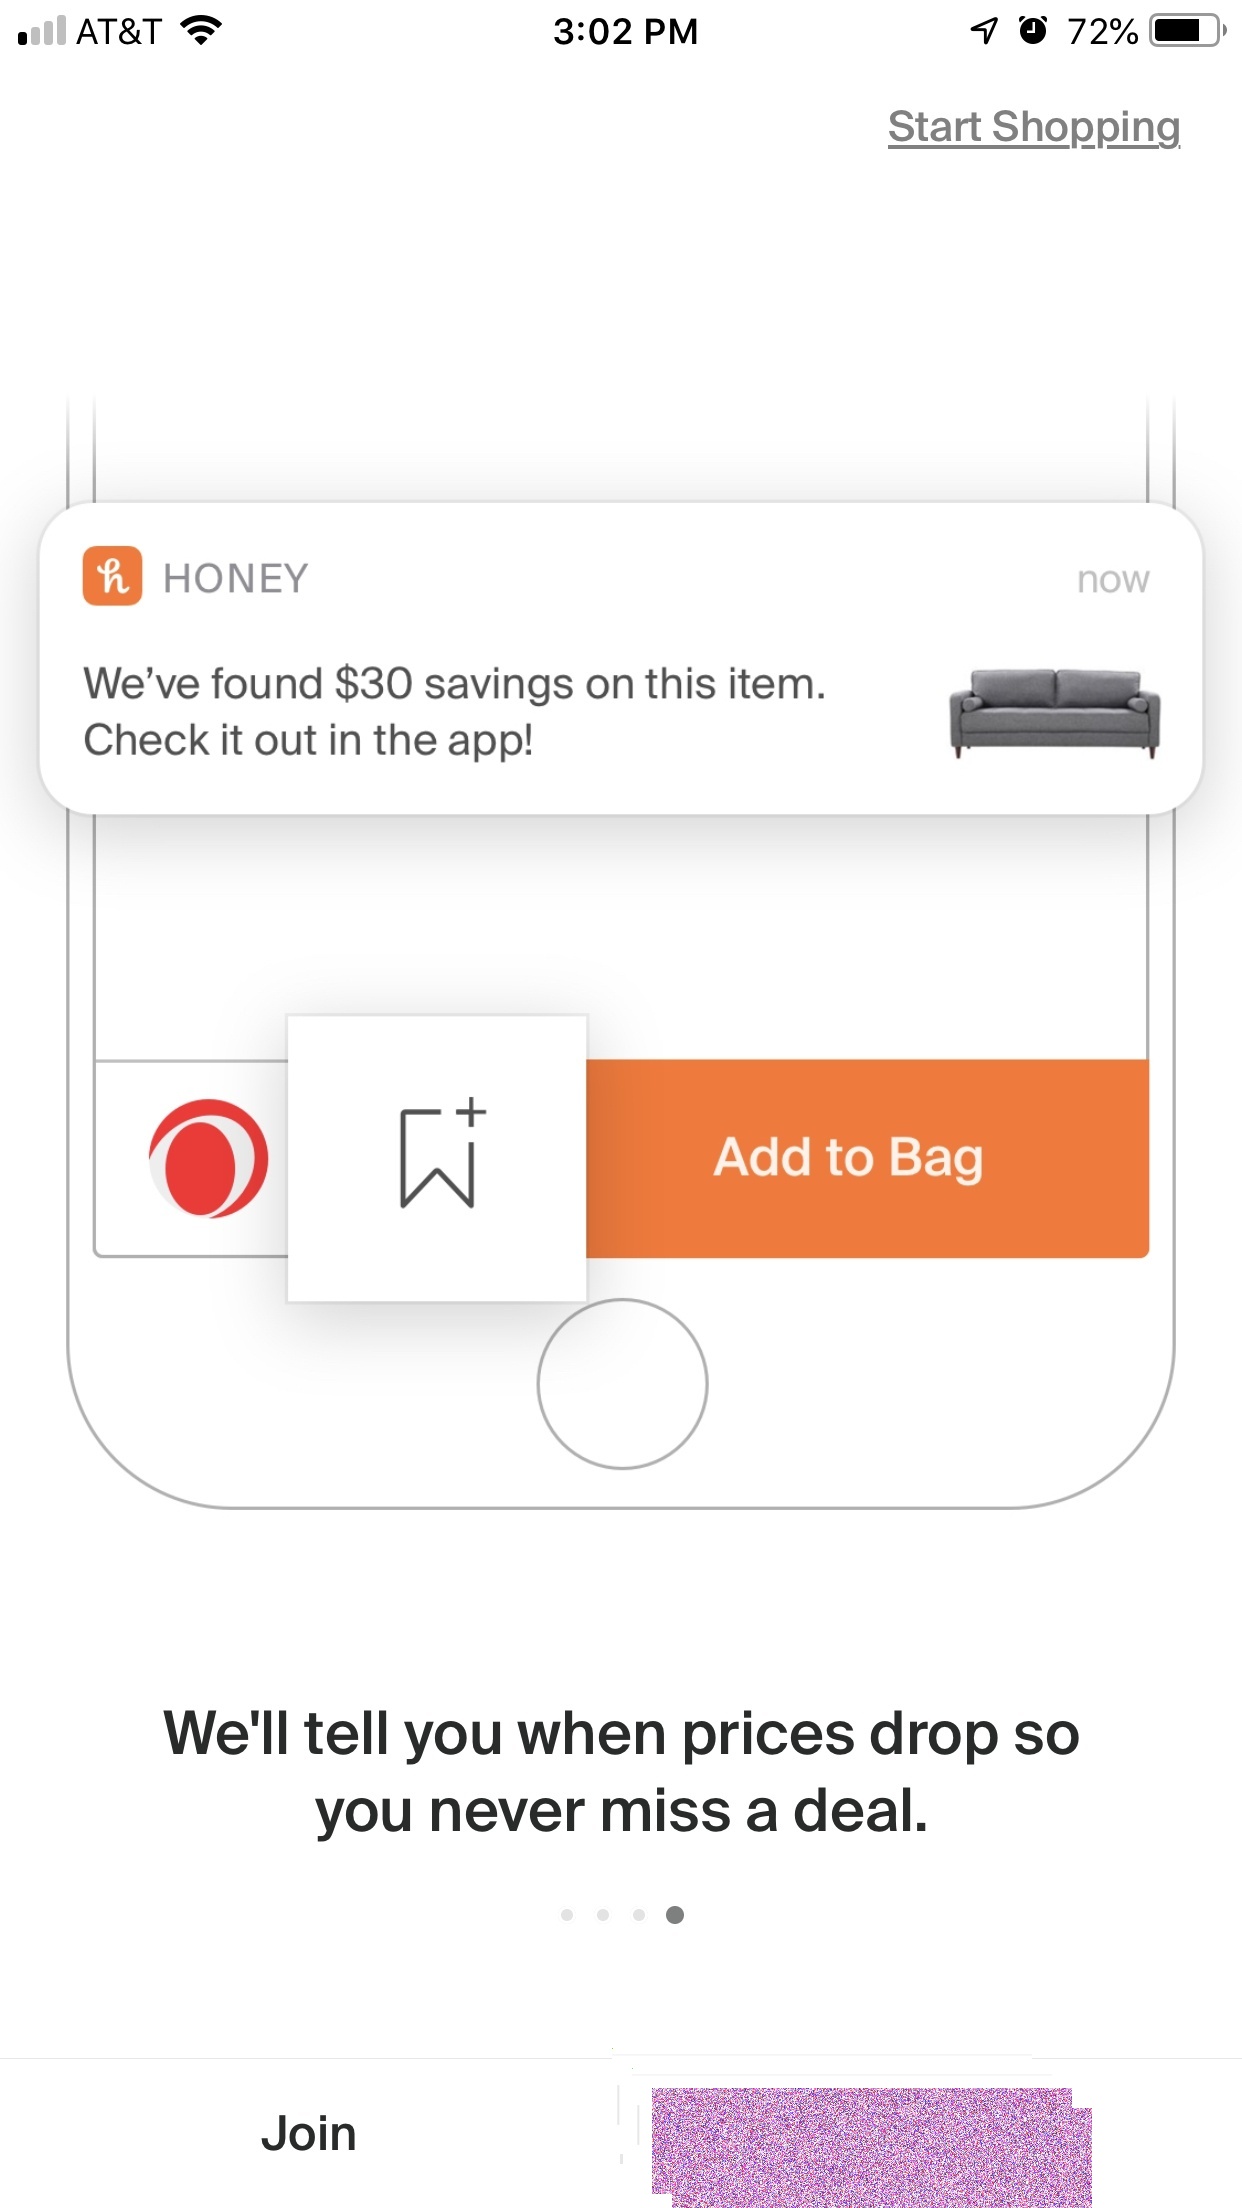 AT&T 3:02 PM 72%
Start Shopping
HONEY now
We've found $30 savings on this item.
Check it out in the app!
Add to Bag
We'll tell you when prices drop so
you never miss a deal.
Join